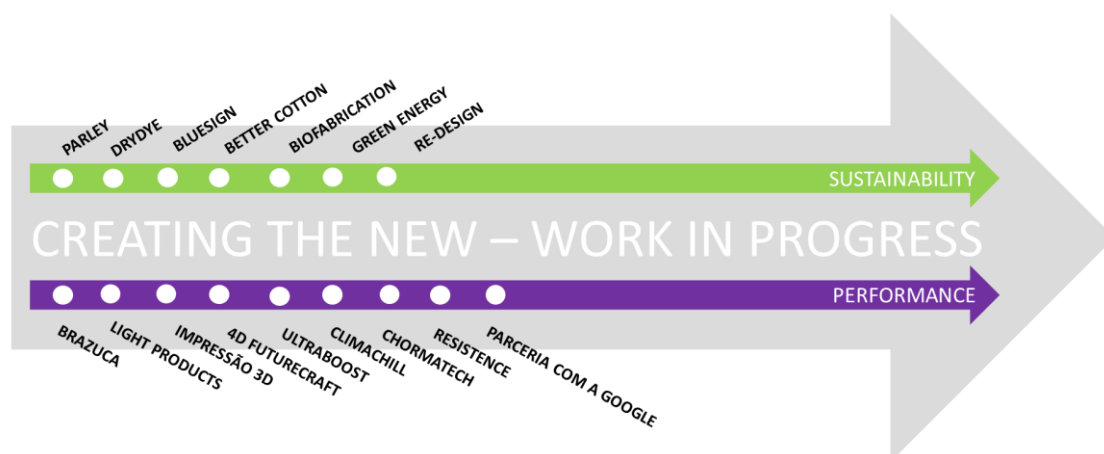 PARLEY
DRYDYE
BLUESIGN
BETTER COTTON
BIOFABRICATION
GREEN ENERGY
RE-DESIGN
SUSTAINABILITY
CREATING THE NEW – WORK IN PROGRESS
PERFORMANCE
BRAZUCA
LIGHT PRODUCTS
IMPRESSÃO 3D
4D FUTURECRAFT
ULTRABOOST
CLIMACHILL
CHORMATECH
RESISTENCE
PARCERIA COM A GOOGLE